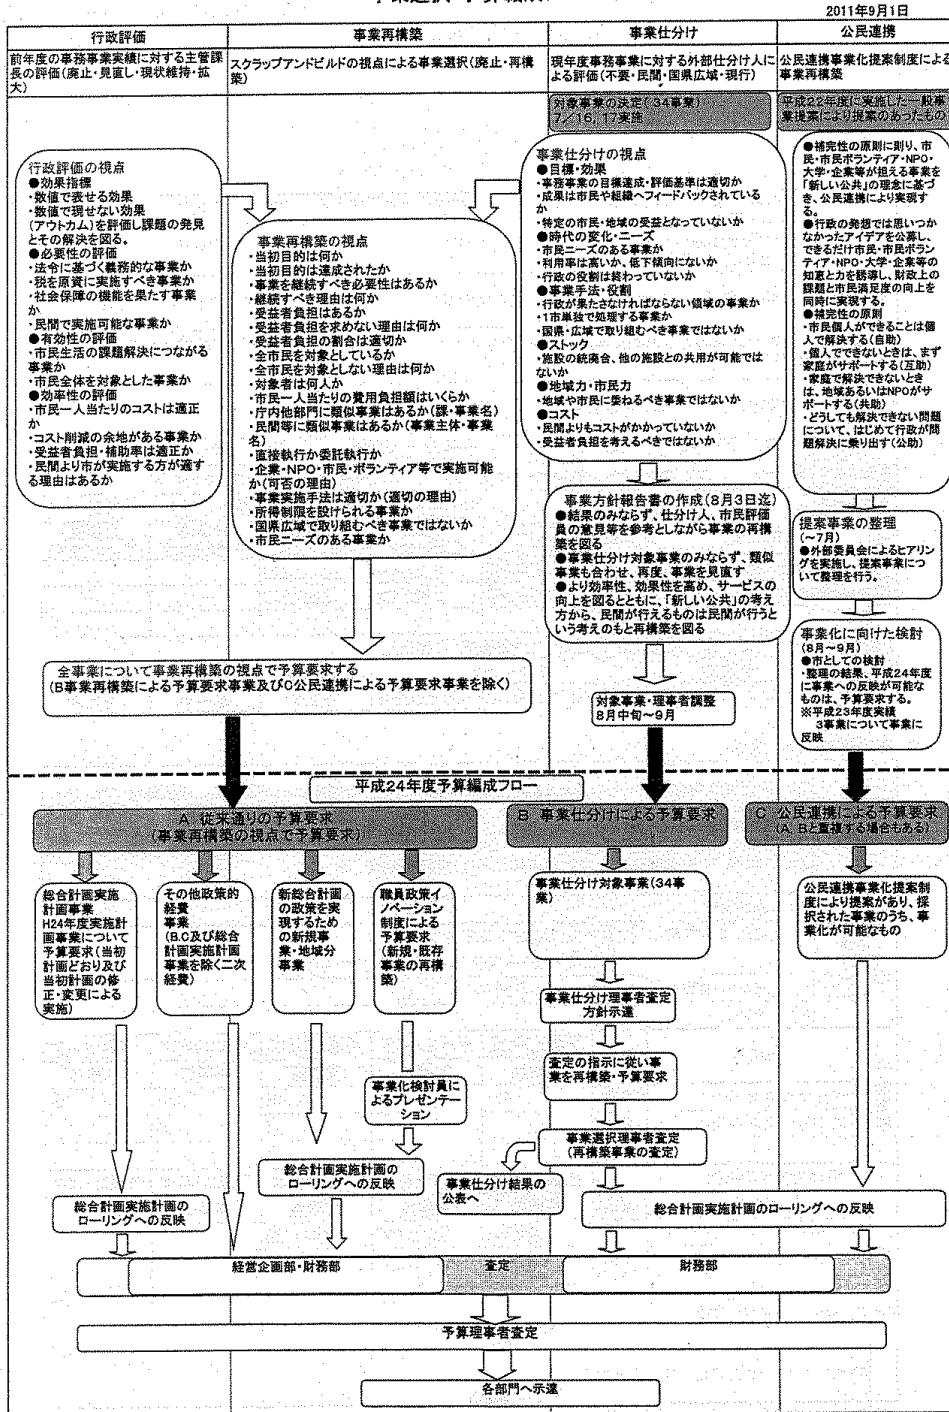 2011年9月1日
行政評価
事業再構築
事業仕分け
公民連携
前年度の事務事業実績に対する主管課
長の評価(廃止・見直し・現状維持・拡
大)
スクラップアンドビルドの視点による事業選択(廃止・再構
築)
現年度事務事業に対する外部仕分け人
による評価(不要・民間・国県広域・現行)
公民連携事業化提案制度による
事業再構築
対象事業の決定(34事業)
7/16,17実施
平成22年度に実施した一般事
業提案により提案のあったもの
行政評価の視点
●効果指標
・数値で表せる効果
・数値で現せない効果
(アウトカム)を評価し課題の発見
とその解決を図る。
●必要性の評価
・法令に基づく義務的な事業か
・税を原資に実施すべき事業か
・社会保障の機能を果たす事業
か
・民間で実施可能な事業か
●有効性の評価
・市民生活の課題解決につながる
事業か
・市民全体を対象とした事業か
●効率性の評価
・市民一人当たりのコストは適正
か
・コスト削減の余地がある事業か
・受益者負担・補助率は適正か
・民間より市が実施する方が適す
る理由はあるか
事業再構築の視点
・当初目的は何か
・当初目的は達成されたか
・事業を継続すべき必要性はあるか
・継続すべき理由は何か
・受益者負担はあるか
・受益者負担を求めない理由は何か
・受益者負担の割合は適切か
・全市民を対象としているか
・全市民を対象としない理由は何か
・対象者は何人か
・市民一人当たりの費用負担額はいくらか
・庁内他部門に類似事業はあるか(課・事業名)
・民間等に類似事業はあるか(事業主体・事業
名)
・直接執行か委託執行か
・企業・NPO・市民・ボランティア等で実施可能
か(可否の理由)
・事業実施手法は適切か(適切の理由)
・所得制限を設けられる事業か
・国県広域で取り組むべき事業ではないか
・市民ニーズのある事業か
事業仕分けの視点
●目標・効果
・事務事業の目標達成・評価基準は適切か
・成果は市民や組織へフィードバックされている
か
・特定の市民・地域の受益となっていないか
●時代の変化・ニーズ
・市民ニーズのある事業か
・利用率は高いか、低下傾向にないか
・行政の役割は終わっていないか
●事業手法・役割
・行政が果たさなければならない領域の事業か
・1市単独で処理する事業か
・国県・広域で取り組むべき事業ではないか
●ストック
・施設の統廃合、他の施設との共用が可能では
ないか
●地域力・市民力
・地域や市民に委ねるべき事業ではないか
●コスト
・民間よりもコストがかかっていないか
・受益者負担を考えるべきではないか
●補完性の原則に則り、市
民・市民ボランティア・NPO・
大学・企業等が担える事業を
「新しい公共」の理念に基づ
き、公民連携により実現す
る。
●行政の発想では思いつか
なかったアイデアを公募し、
できるだけ市民・市民ボラン
ティア・NPO・大学・企業等の
知恵と力を誘導し、財政上の
課題と市民満足度の向上を
同時に実現する。
●補完性の原則
・市民個人ができることは個
人で解決する(自助)
・個人でできないときは、まず
家庭がサポートする(互助)
・家庭で解決できないとき
は、地域あるいはNPOがサ
ポートする(共助)
・どうしても解決できない問題
について、はじめて行政が問
題解決に乗り出す(公助)
事業方針報告書の作成(8月3日迄)
●結果のみならず、仕分け人、市民評価
員の意見等を参考としながら事業の再構
築を図る
●事業仕分け対象事業のみならず、類似
事業も合わせ、再度、事業を見直す
●より効率性、効果性を高め、サービスの
向上を図るとともに、「新しい公共」の考え
方から、民間が行えるものは民間が行うと
いう考えのもと再構築を図る
提案事業の整理
(~7月)
●外部委員会によるヒアリン
グを実施し、提案事業につ
いて整理を行う。
事業化に向けた検討
(8月~9月)
●市としての検討
・整理の結果、平成24年度
に事業への反映が可能な
ものは、予算要求する。
※平成23年度実績
3事業について事業に
反映
全事業について事業再構築の視点で予算要求する
(B事業再構築による予算要求事業及びC公民連携による予算要求事業を除く)
対象事業・理事者調整
8月中旬~9月
平成24年度予算編成フロー
A 従来通りの予算要求
(事業再構築の視点で予算要求)
B 事業仕分けによる予算要求
C 公民連携による予算要求
(A、Bと重複する場合もある)
総合計画実施
計画事業
H24年度実施計
画事業について
予算要求(当初
計画どおり及び
当初計画の修
正・変更による
実施)
その他政策的
経費
事業
(B.C及び総合
計画実施計画
事業を除く二次
経費)
新総合計画
の政策を実
現するため
の新規事
業・地域分
事業
職員政策イ
ノベーション
制度による
予算要求
(新規・既存
事業の再構
築)
事業仕分け対象事業(34事
業)
公民連携事業化提案制
度により提案があり、採
択された事業のうち、事
業化が可能なもの
事業仕分け理事者査定
方針示達
査定の指示に従い事
業を再構築・予算要求
事業化検討員に
よるプレゼンテー
ション
事業選択理事者査定
(再構築事業の査定)
総合計画実施計画の
ローリングへの反映
事業仕分け結果の
公表へ
総合計画実施計画の
ローリングへの反映
総合計画実施計画のローリングへの反映
経営企画部・財務部
査定
財務部
予算理事者査定
各部門へ示達